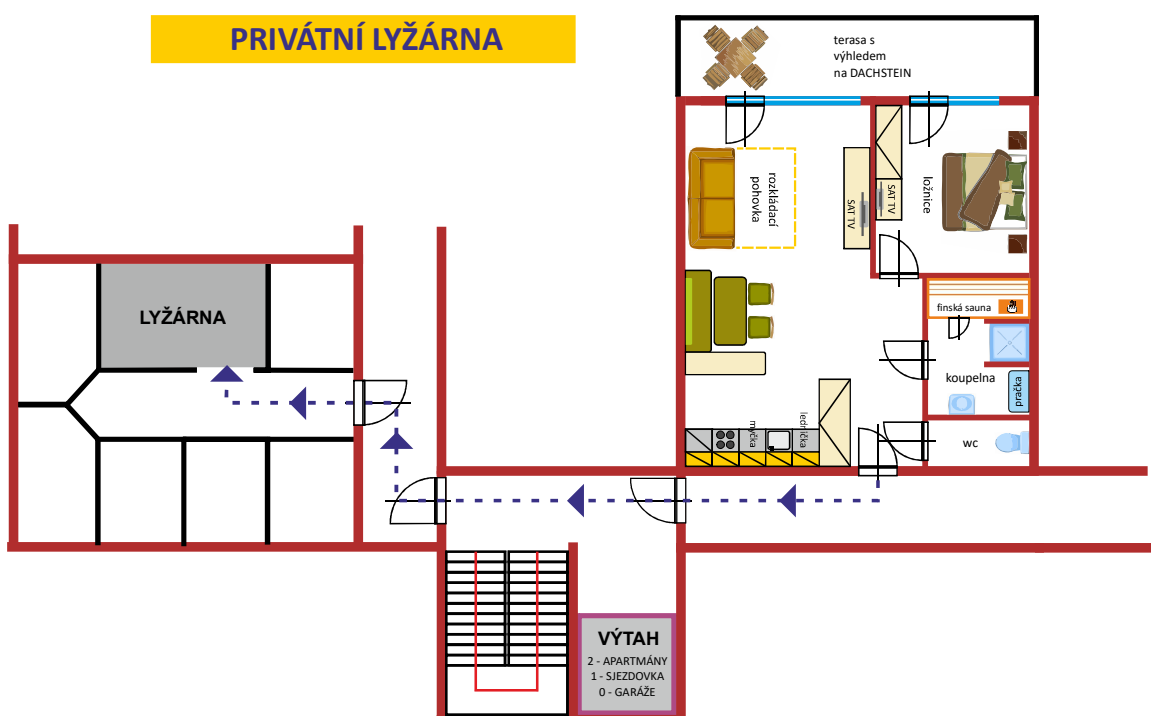 PRIVÁTNÍ LYŽÁRNA
terasa s
výhledem
na DACHSTEIN
rozkládací
pohovka
SAT TV
SAT TV
ložnice
finská sauna
LYŽÁRNA
koupelna
pračka
myčka
lednička
wc
VÝTAH
2 - APARTMÁNY
1 - SJEZDOVKA
0 - GARÁŽE